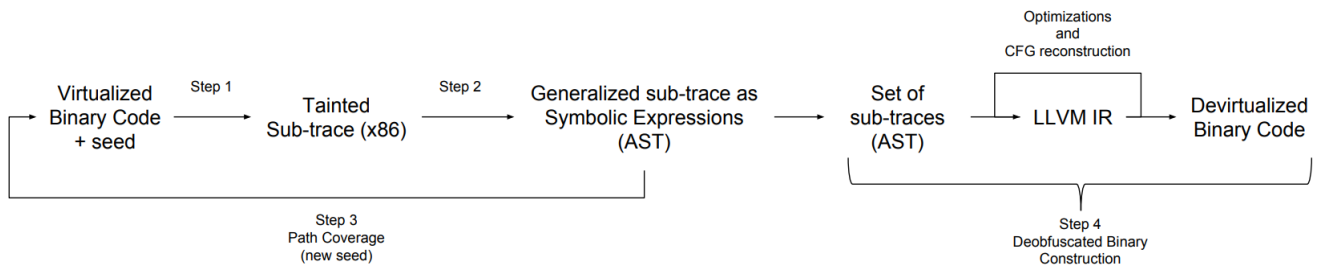 Virtualized
Binary Code
+ seed
Step 1
Tainted
Sub-trace (x86)
Step 2
Generalized sub-trace as
Symbolic Expressions
(AST)
Set of
sub-traces
(AST)
Optimizations
and
CFG reconstruction
LLVM IR
Devirtualized
Binary Code
Step 3
Path Coverage
(new seed)
Step 4
Deobfuscated Binary
Construction